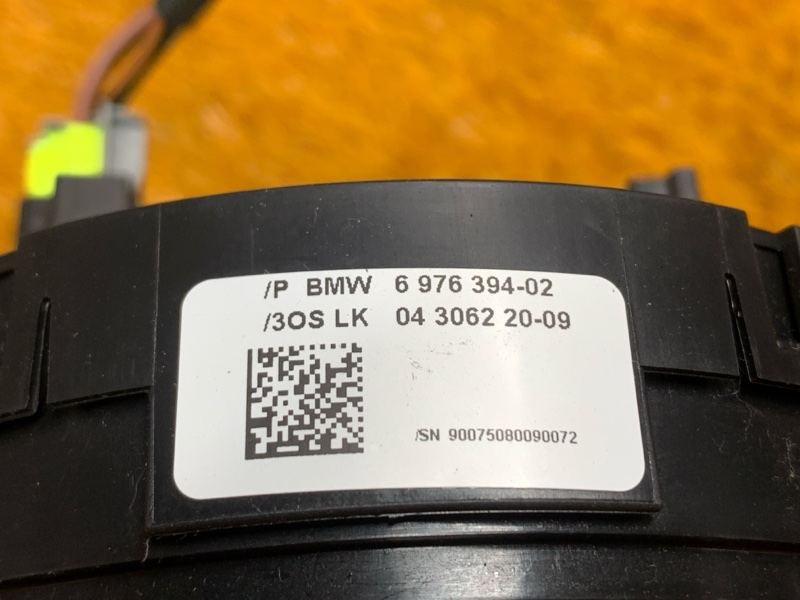 /P BMW 6 976 394-02
/3OS LK 04 3062 20-09
/SN 90075080090072